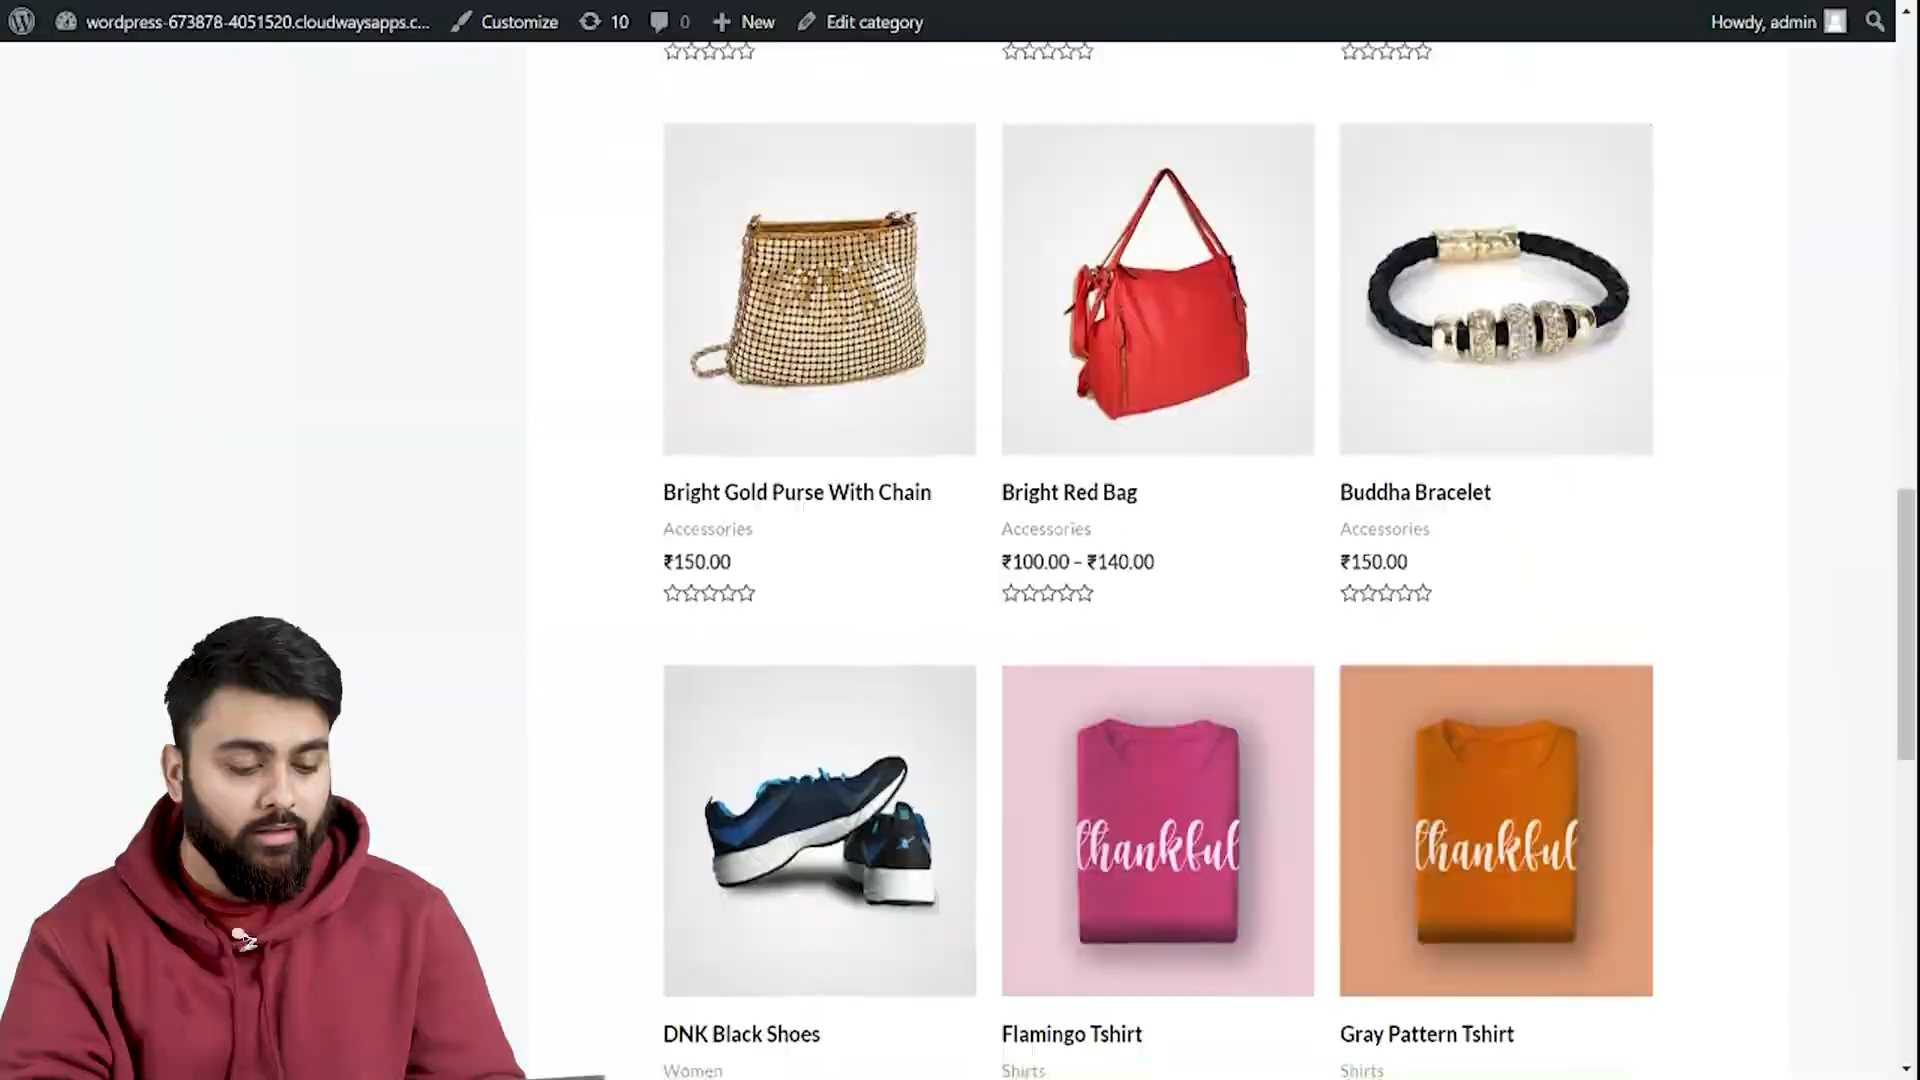 wordpress-673878-4051520.cloudwaysapps.c... Customize 10 0 New Edit category Howdy, admin
Bright Gold Purse With Chain
Accessories
₹150.00
Bright Red Bag
Accessories
₹100.00 – ₹140.00
Buddha Bracelet
Accessories
₹150.00
thankful
thankful
DNK Black Shoes
Women
Flamingo Tshirt
Shirts
Gray Pattern Tshirt
Shirts